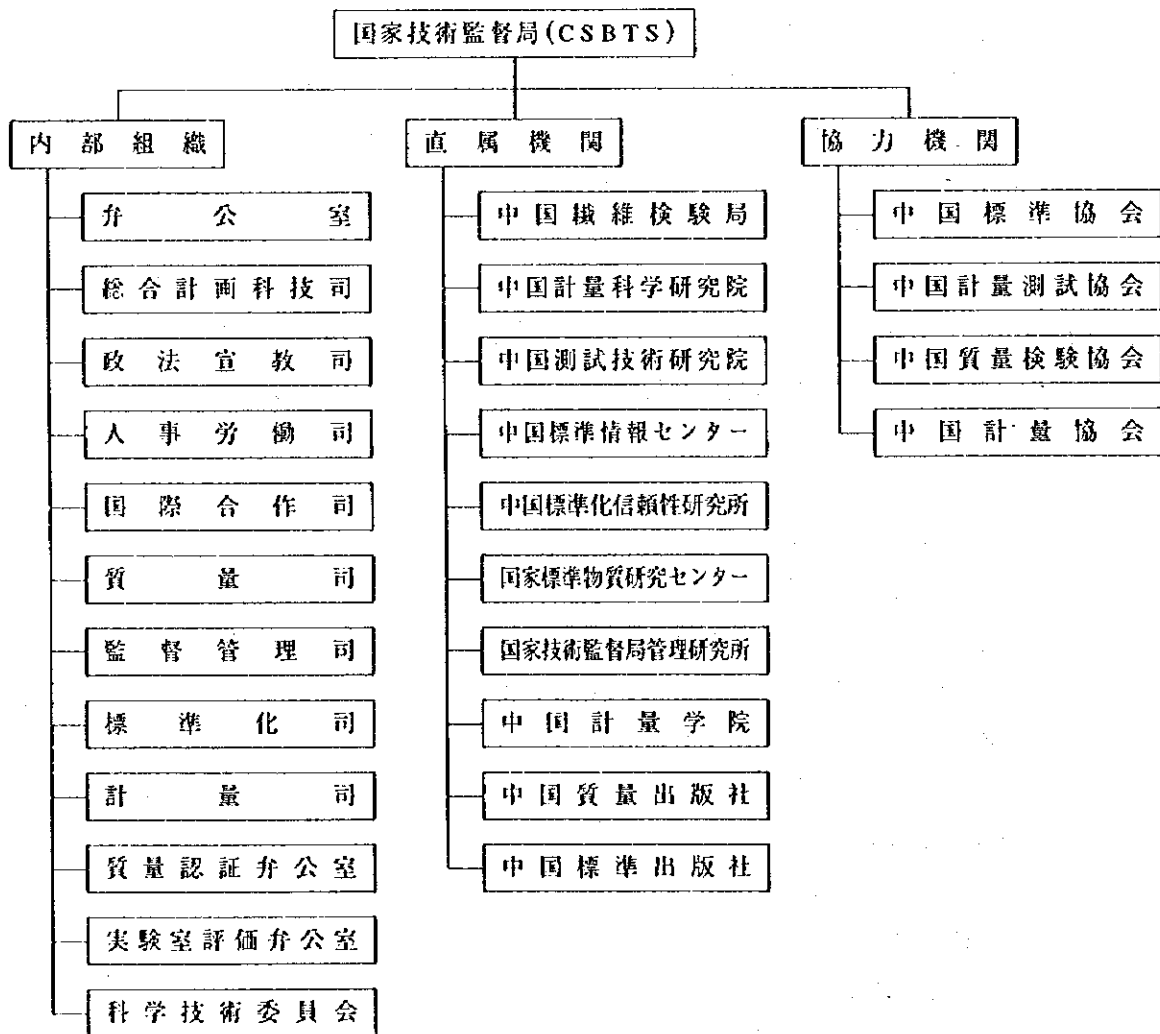 国家技術監督局(CSBTS)
内部組織
弁公室
総合計画科技司
政法宣教司
人事労働司
国際合作司
質量司
監督管理司
標準化司
計量司
質量認証弁公室
実験室評価弁公室
科学技術委員会
直属機関
中国繊維検験局
中国計量科学研究院
中国測試技術研究院
中国標準情報センター
中国標準化信頼性研究所
国家標準物質研究センター
国家技術監督局管理研究所
中国計量学院
中国質量出版社
中国標準出版社
協力機関
中国標準協会
中国計量測試協会
中国質量検験協会
中国計量協会